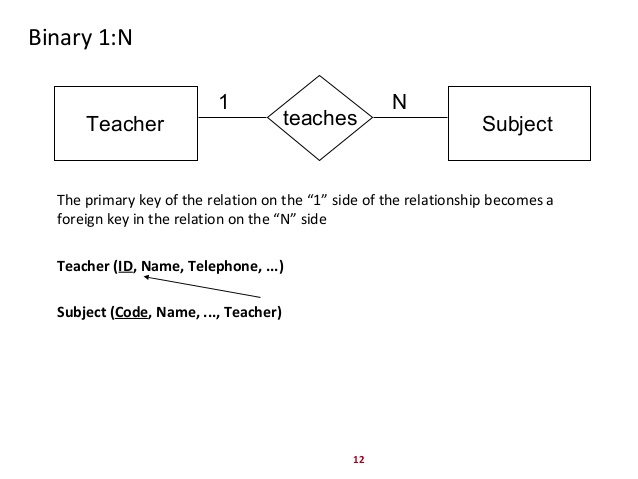 Binary 1:N
1
N
Teacher
teaches
Subject
The primary key of the relation on the “1” side of the relationship becomes a
foreign key in the relation on the “N” side
Teacher (ID, Name, Telephone, ...)
Subject (Code, Name, ..., Teacher)
12